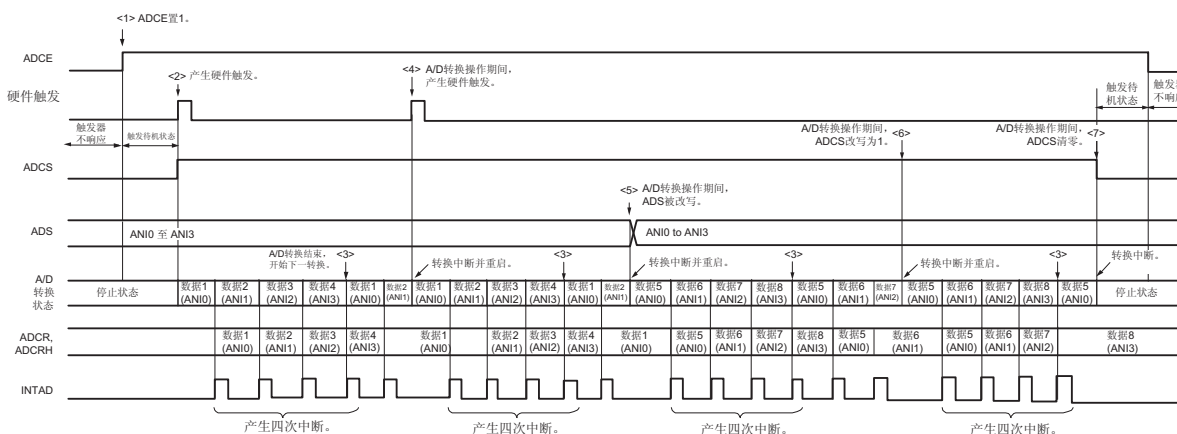 <1> ADCE置1。
ADCE
<2> 产生硬件触发。
<4> A/D转换操作期间,
产生硬件触发。
硬件触发
触发待
机状态
触发器
不响应
触发器
不响应
触发待机状态
A/D转换操作期间,
ADCS改写为1。
<6>
A/D转换操作期间,
ADCS清零。
<7>
ADCS
<5> A/D转换操作期间,
ADS被改写。
ADS
ANI0 至 ANI3
ANI0 to ANI3
A/D转换结束,
开始下一转换。
<3>
转换中断并重启。
<3>
转换中断并重启。
<3>
转换中断并重启。
<3>
转换中断。
A/D
转换
状态
停止状态
数据1
(ANI0)
数据2
(ANI1)
数据3
(ANI2)
数据4
(ANI3)
数据1
(ANI0)
数据2
(ANI1)
数据1
(ANI0)
数据2
(ANI1)
数据3
(ANI2)
数据4
(ANI3)
数据1
(ANI0)
数据2
(ANI1)
数据5
(ANI0)
数据6
(ANI1)
数据7
(ANI2)
数据8
(ANI3)
数据5
(ANI0)
数据6
(ANI1)
数据7
(ANI2)
数据5
(ANI0)
数据6
(ANI1)
数据7
(ANI2)
数据8
(ANI3)
数据5
(ANI0)
停止状态
ADCR,
ADCRH
数据1
(ANI0)
数据2
(ANI1)
数据3
(ANI2)
数据4
(ANI3)
数据1
(ANI0)
数据2
(ANI1)
数据3
(ANI2)
数据4
(ANI3)
数据1
(ANI0)
数据5
(ANI0)
数据6
(ANI1)
数据7
(ANI2)
数据8
(ANI3)
数据5
(ANI0)
数据6
(ANI1)
数据5
(ANI0)
数据6
(ANI1)
数据7
(ANI2)
数据8
(ANI3)
INTAD
产生四次中断。
产生四次中断。
产生四次中断。
产生四次中断。